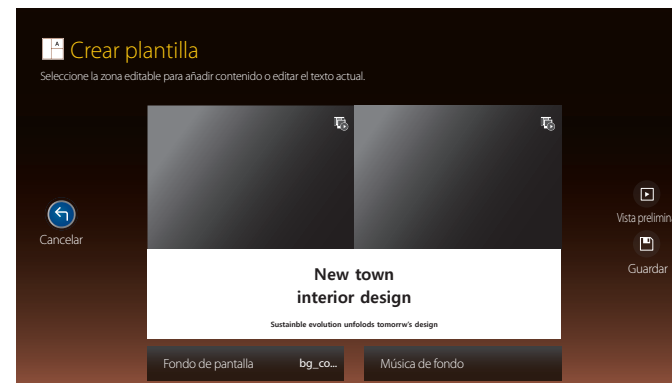 A
Crear plantilla
Seleccione la zona editable para añadir contenido o editar el texto actual.
Cancelar
New town
interior design
Sustainble evolution unfolods tomorrw's design
Vista prelimin
Guardar
Fondo de pantalla bg_co... Música de fondo